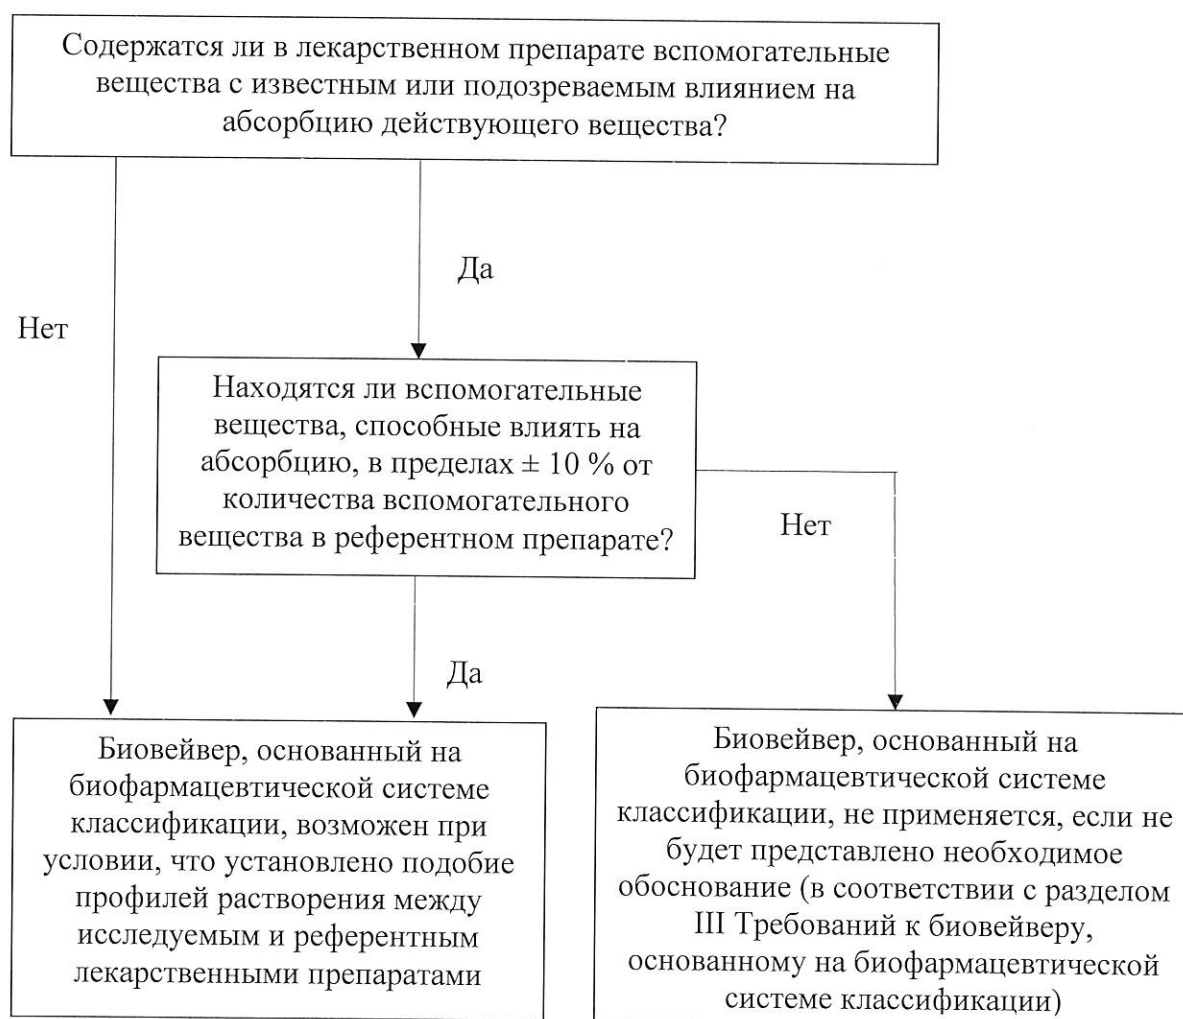 Содержатся ли в лекарственном препарате вспомогательные
вещества с известным или подозреваемым влиянием на
абсорбцию действующего вещества?
Да
Нет
Находятся ли вспомогательные
вещества, способные влиять на
абсорбцию, в пределах ± 10 % от
количества вспомогательного
вещества в референтном препарате?
Нет
Да
Биовейвер, основанный на
биофармацевтической системе
классификации, возможен при
условии, что установлено подобие
профилей растворения между
исследуемым и референтным
лекарственными препаратами
Биовейвер, основанный на
биофармацевтической системе
классификации, не применяется, если не
будет представлено необходимое
обоснование (в соответствии с разделом
III Требований к биовейверу,
основанному на биофармацевтической
системе классификации)